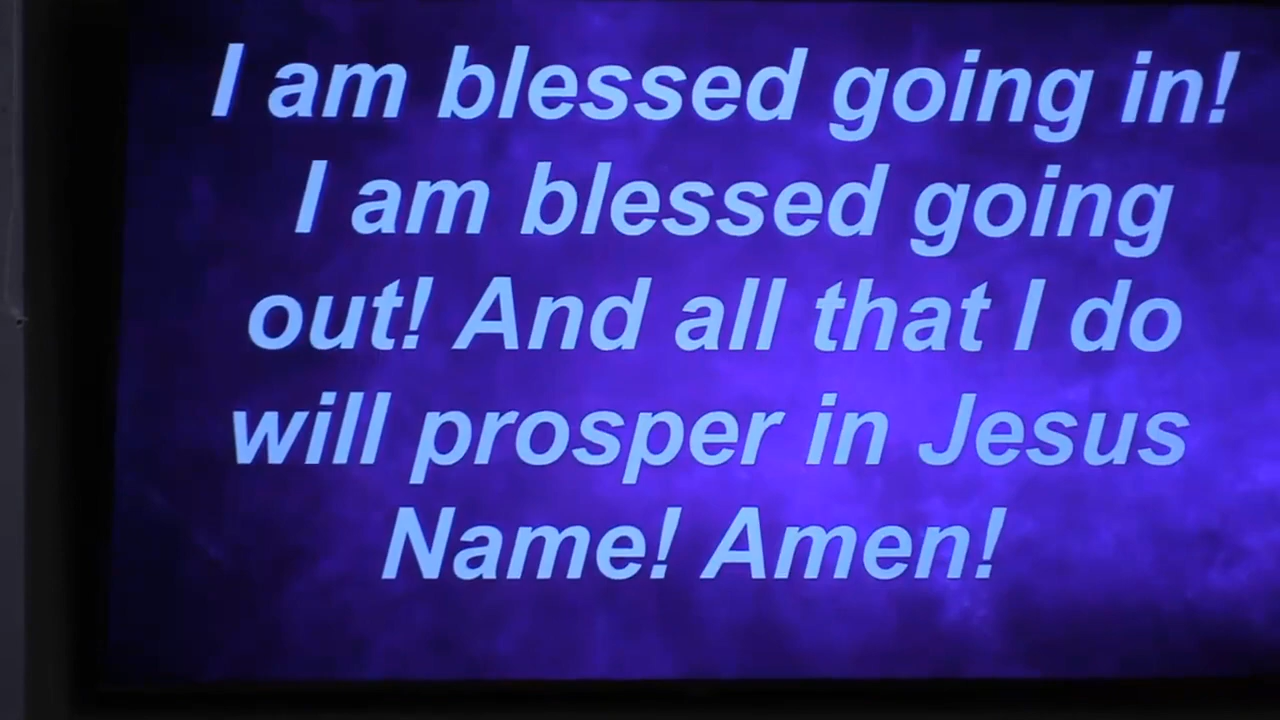 I am blessed going in!
I am blessed going
out! And all that I do
will prosper in Jesus
Name! Amen!